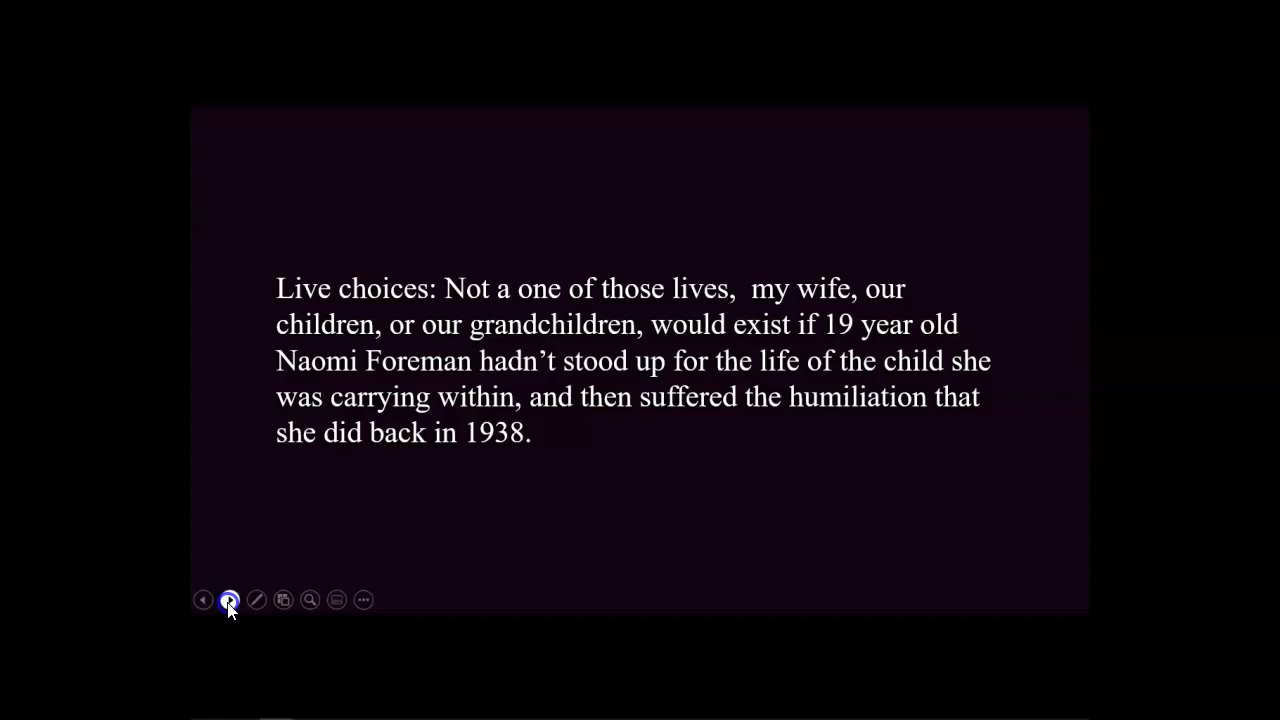 Live choices: Not a one of those lives,  my wife, our
children, or our grandchildren, would exist if 19 year old
Naomi Foreman hadn’t stood up for the life of the child she
was carrying within, and then suffered the humiliation that
she did back in 1938.